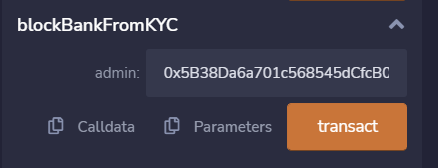 blockBankFromKYC
admin: 0x5B38Da6a701c568545dCfcB0
Calldata Parameters transact